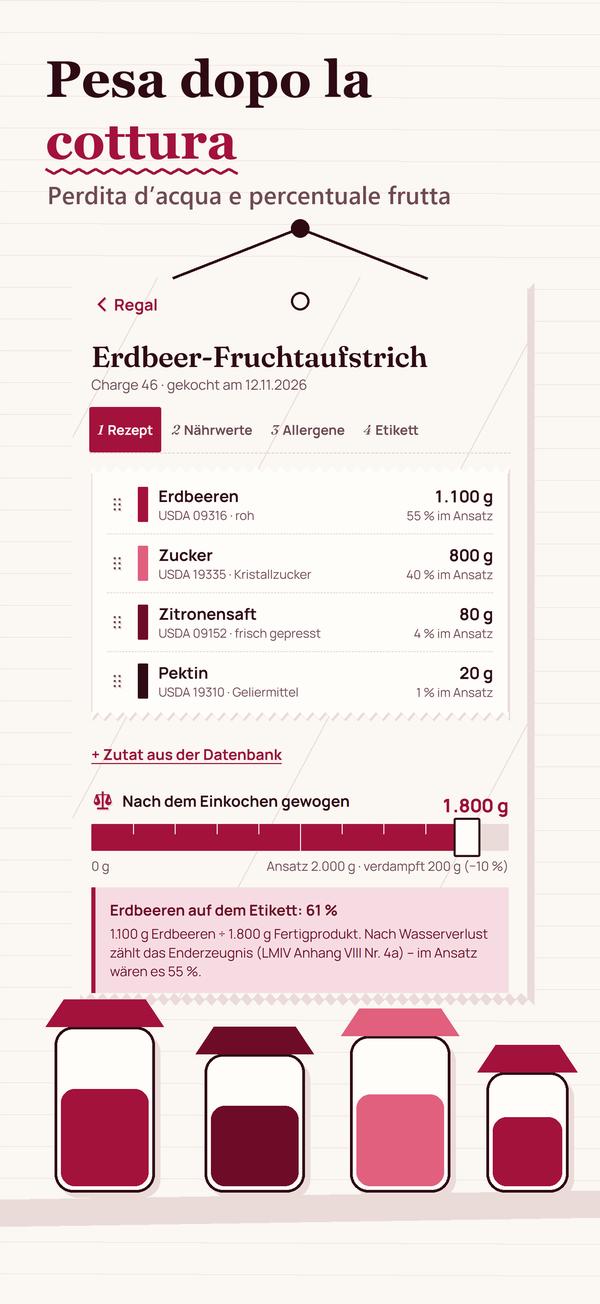 Pesa dopo la
cottura
Perdita d’acqua e percentuale frutta
Regal
Erdbeer-Fruchtaufstrich
Charge 46 · gekocht am 12.11.2026
1 Rezept 2 Nährwerte 3 Allergene 4 Etikett
Erdbeeren 1.100 g
USDA 09316 · roh 55 % im Ansatz
Zucker 800 g
USDA 19335 · Kristallzucker 40 % im Ansatz
Zitronensaft 80 g
USDA 09152 · frisch gepresst 4 % im Ansatz
Pektin 20 g
USDA 19310 · Geliermittel 1 % im Ansatz
+ Zutat aus der Datenbank
Nach dem Einkochen gewogen 1.800 g
0 g Ansatz 2.000 g · verdampft 200 g (−10 %)
Erdbeeren auf dem Etikett: 61 %
1.100 g Erdbeeren ÷ 1.800 g Fertigprodukt. Nach Wasserverlust
zählt das Enderzeugnis (LMIV Anhang VIII Nr. 4a) – im Ansatz
wären es 55 %.